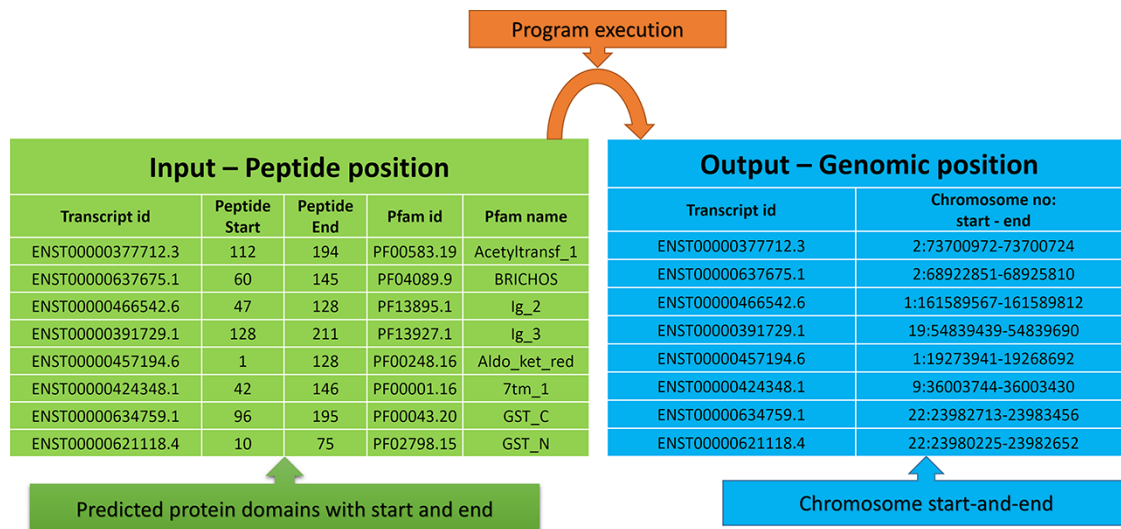 Program execution
Input – Peptide position
Transcript id Peptide Start Peptide End Pfam id Pfam name
ENST00000377712.3 112 194 PF00583.19 Acetyltransf_1
ENST00000637675.1 60 145 PF04089.9 BRICHOS
ENST00000466542.6 47 128 PF13895.1 Ig_2
ENST00000391729.1 128 211 PF13927.1 Ig_3
ENST00000457194.6 1 128 PF00248.16 Aldo_ket_red
ENST00000424348.1 42 146 PF00001.16 7tm_1
ENST00000634759.1 96 195 PF00043.20 GST_C
ENST00000621118.4 10 75 PF02798.15 GST_N
Predicted protein domains with start and end
Output – Genomic position
Transcript id Chromosome no: start - end
ENST00000377712.3 2:73700972-73700724
ENST00000637675.1 2:68922851-68925810
ENST00000466542.6 1:161589567-161589812
ENST00000391729.1 19:54839439-54839690
ENST00000457194.6 1:19273941-19268692
ENST00000424348.1 9:36003744-36003430
ENST00000634759.1 22:23982713-23983456
ENST00000621118.4 22:23980225-23982652
Chromosome start-and-end